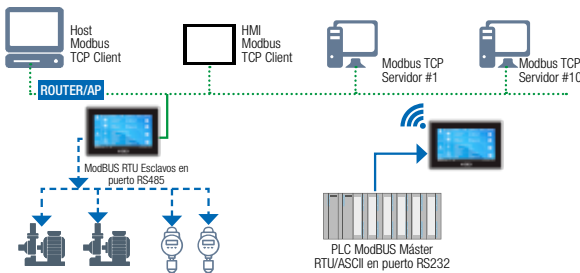 Host
Modbus
TCP Client
HMI
Modbus
TCP Client
Modbus TCP
Servidor #1
Modbus TCP
Servidor #10
ROUTER/AP
ModBUS RTU Esclavos en
puerto RS485
PLC ModBUS Máster
RTU/ASCII en puerto RS232